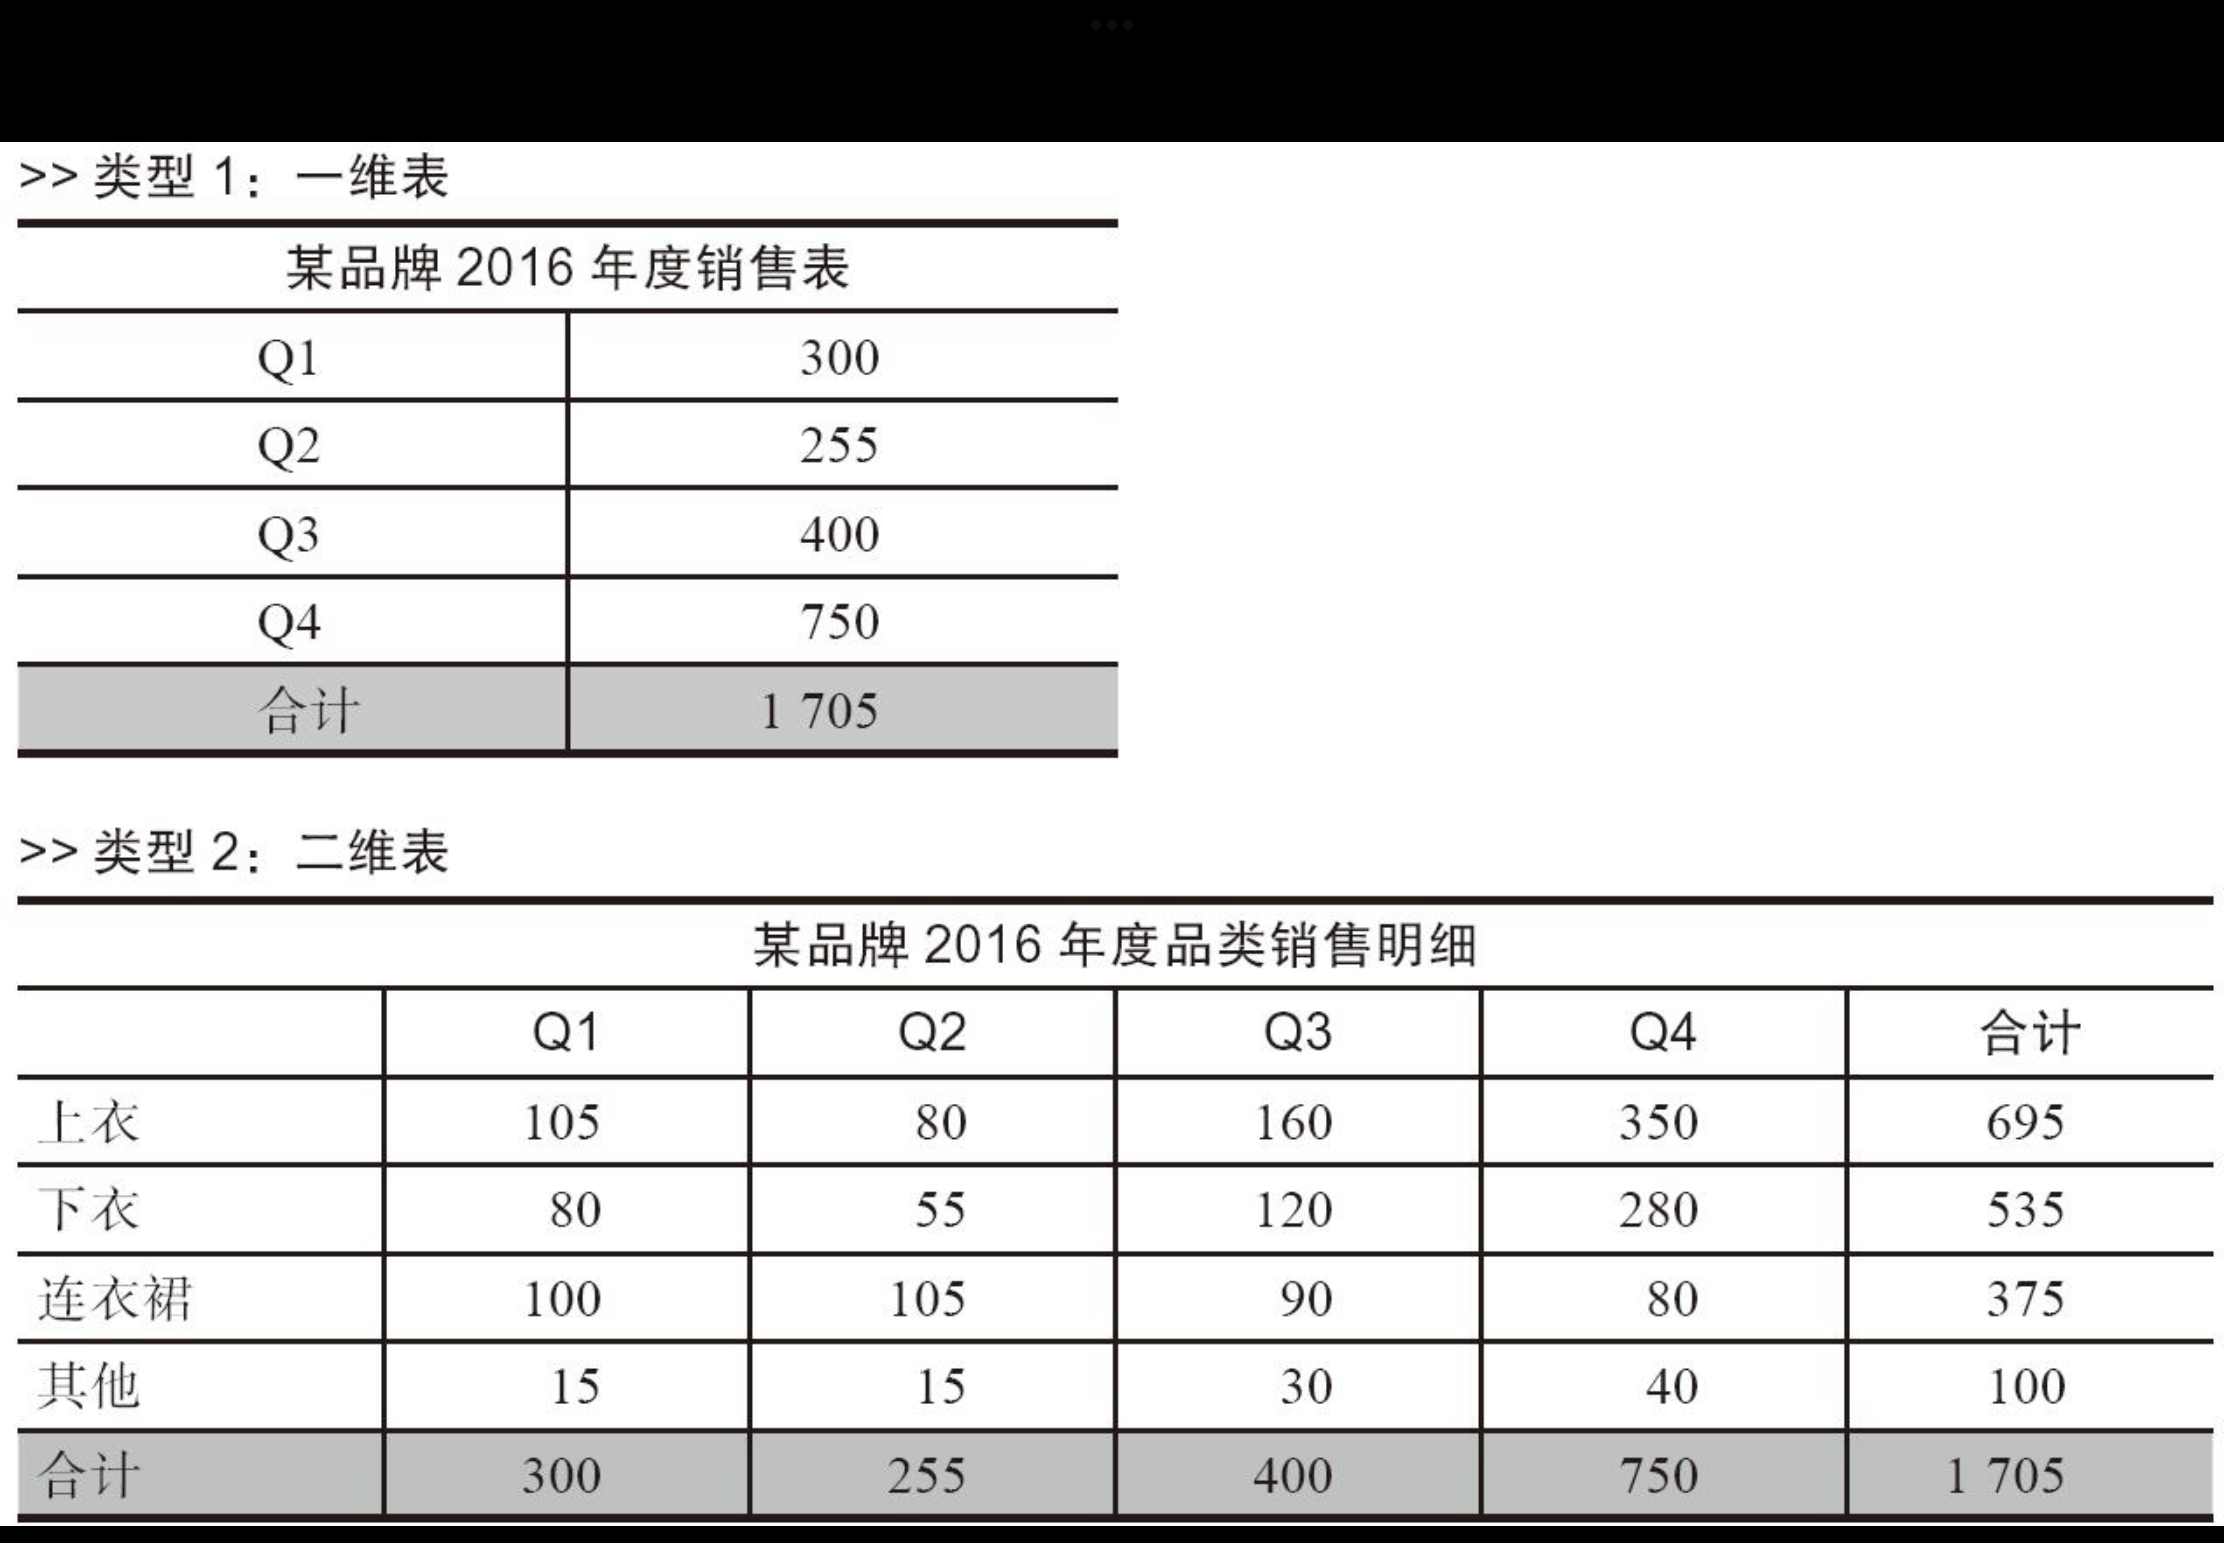 >> 类型 1：一维表
某品牌 2016 年度销售表
Q1 300
Q2 255
Q3 400
Q4 750
合计 1 705
>> 类型 2：二维表
某品牌 2016 年度品类销售明细
Q1 Q2 Q3 Q4 合计
上衣 105 80 160 350 695
下衣 80 55 120 280 535
连衣裙 100 105 90 80 375
其他 15 15 30 40 100
合计 300 255 400 750 1 705